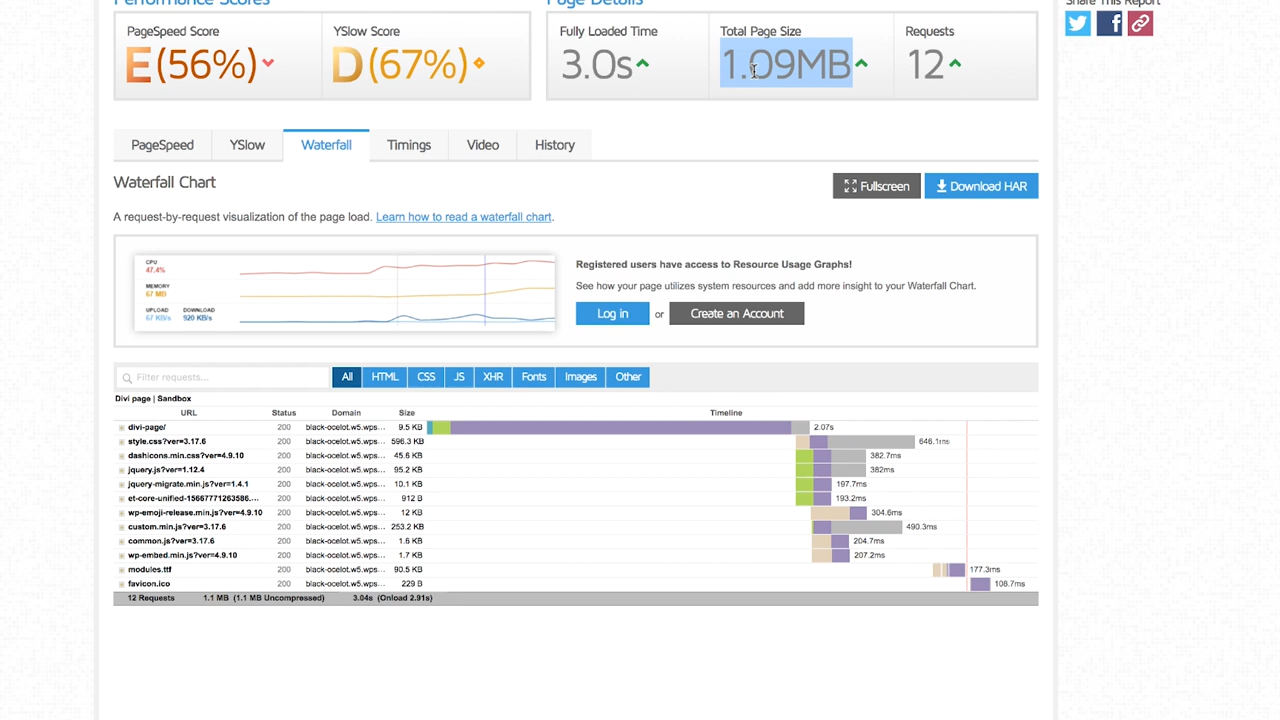 Performance Scores
Page Details
Share This Report
PageSpeed Score
E(56%)
YSlow Score
D(67%)
Fully Loaded Time
3.0s
Total Page Size
1.09MB
Requests
12
PageSpeed
YSlow
Waterfall
Timings
Video
History
Waterfall Chart
Fullscreen
Download HAR
A request-by-request visualization of the page load. Learn how to read a waterfall chart.
CPU
47.4%
MEMORY
67 MB
UPLOAD DOWNLOAD
67 KB/s 920 KB/s
Registered users have access to Resource Usage Graphs!
See how your page utilizes system resources and add more insight to your Waterfall Chart.
Log in or Create an Account
Filter requests...
All HTML CSS JS XHR Fonts Images Other
Divi page | Sandbox
URL Status Domain Size Timeline
divi-page/ 200 black-ocelot.w5.wps... 9.5 KB 2.07s
style.css?ver=3.17.6 200 black-ocelot.w5.wps... 596.3 KB 646.1ms
dashicons.min.css?ver=4.9.10 200 black-ocelot.w5.wps... 45.6 KB 382.7ms
jquery.js?ver=1.12.4 200 black-ocelot.w5.wps... 95.2 KB 382ms
jquery-migrate.min.js?ver=1.4.1 200 black-ocelot.w5.wps... 10.1 KB 197.7ms
et-core-unified-15667771263586.... 200 black-ocelot.w5.wps... 912 B 193.2ms
wp-emoji-release.min.js?ver=4.9.10 200 black-ocelot.w5.wps... 12 KB 304.6ms
custom.min.js?ver=3.17.6 200 black-ocelot.w5.wps... 253.2 KB 490.3ms
common.js?ver=3.17.6 200 black-ocelot.w5.wps... 1.6 KB 204.7ms
wp-embed.min.js?ver=4.9.10 200 black-ocelot.w5.wps... 1.7 KB 207.2ms
modules.ttf 200 black-ocelot.w5.wps... 90.5 KB 177.3ms
favicon.ico 200 black-ocelot.w5.wps... 229 B 108.7ms
12 Requests 1.1 MB (1.1 MB Uncompressed) 3.04s (Onload 2.91s)